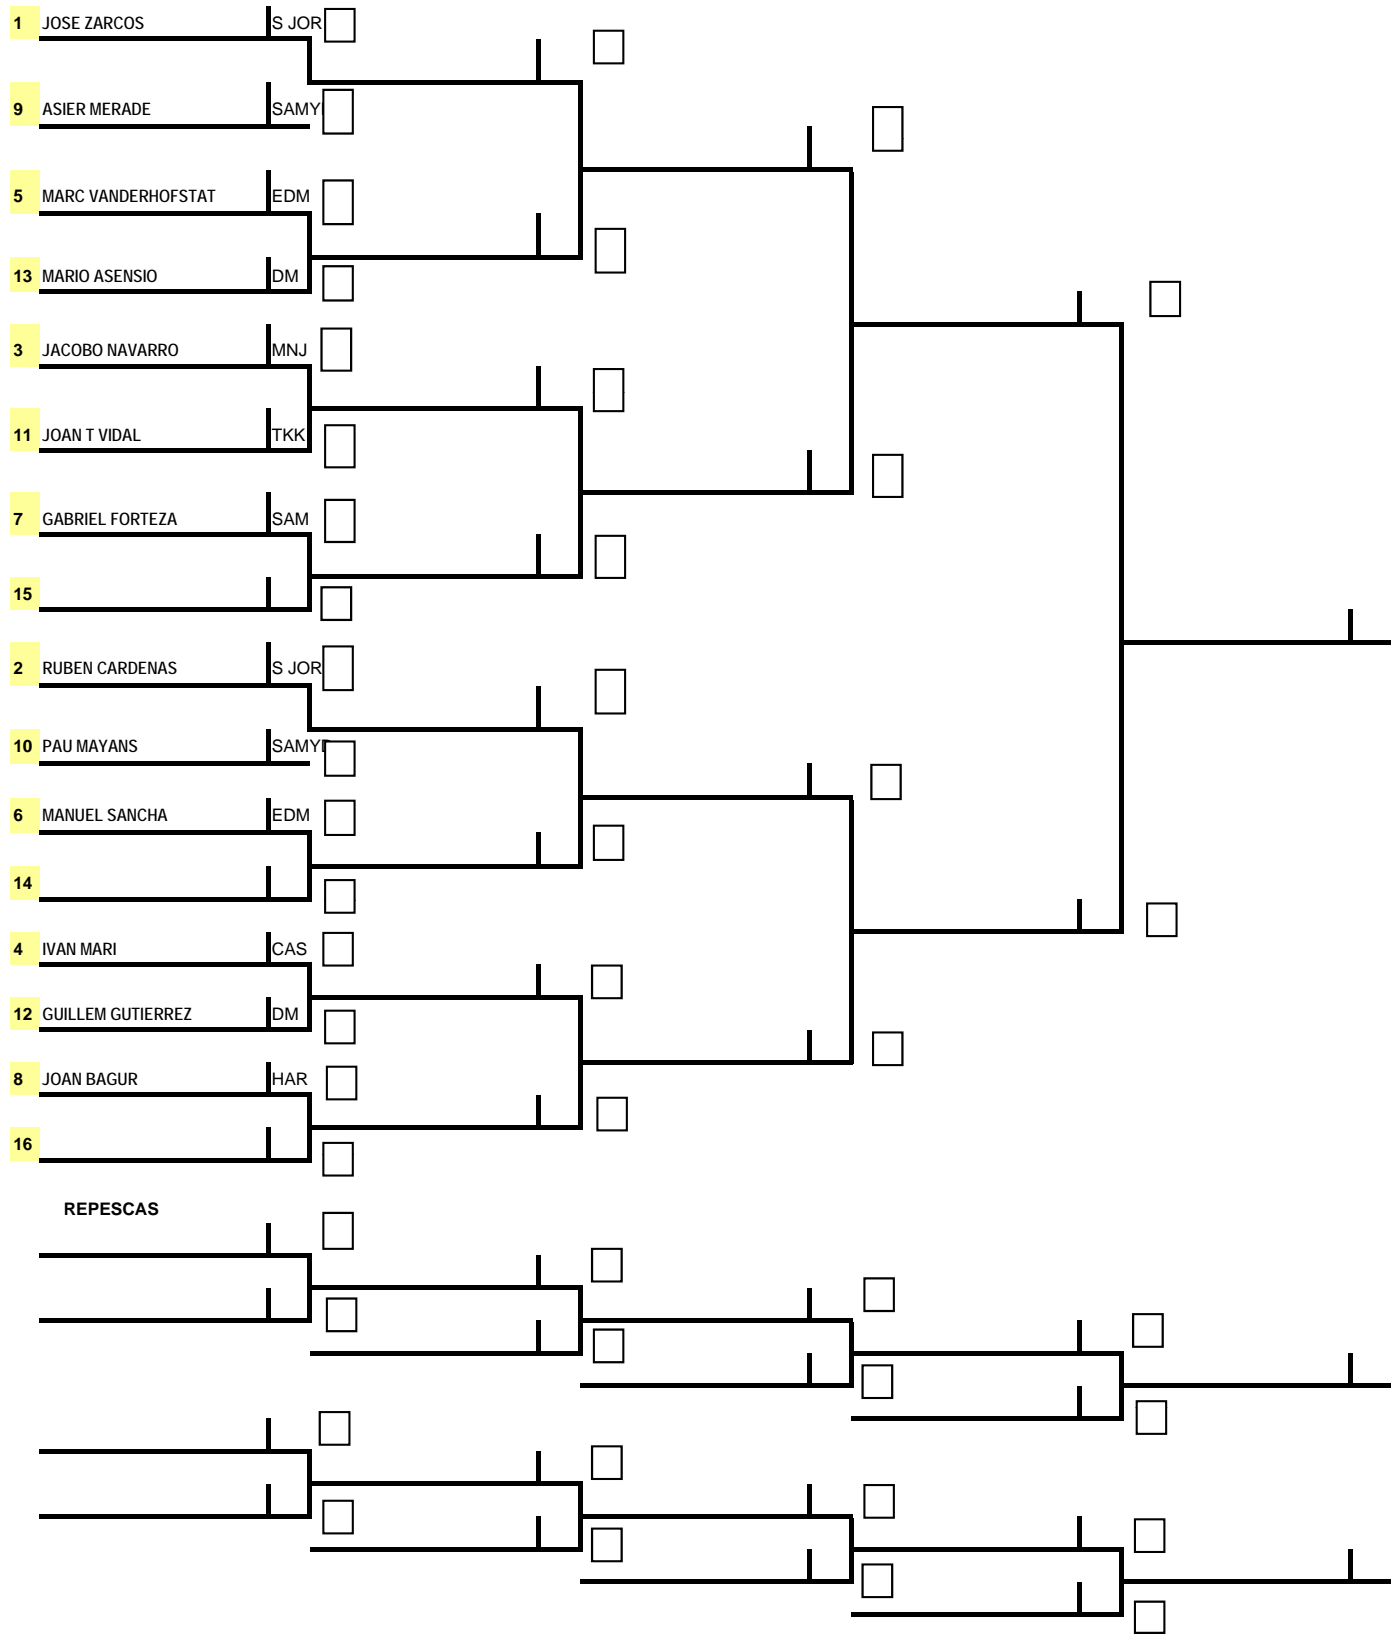 1 JOSE ZARCOS S JOR
9 ASIER MERADE SAMY
5 MARC VANDERHOFSTAT EDM
13 MARIO ASENSIO DM
3 JACOBO NAVARRO MNJ
11 JOAN T VIDAL TKK
7 GABRIEL FORTEZA SAM
15
2 RUBEN CARDENAS S JOR
10 PAU MAYANS SAMYD
6 MANUEL SANCHA EDM
14
4 IVAN MARI CAS
12 GUILLEM GUTIERREZ DM
8 JOAN BAGUR HAR
16
REPESCAS